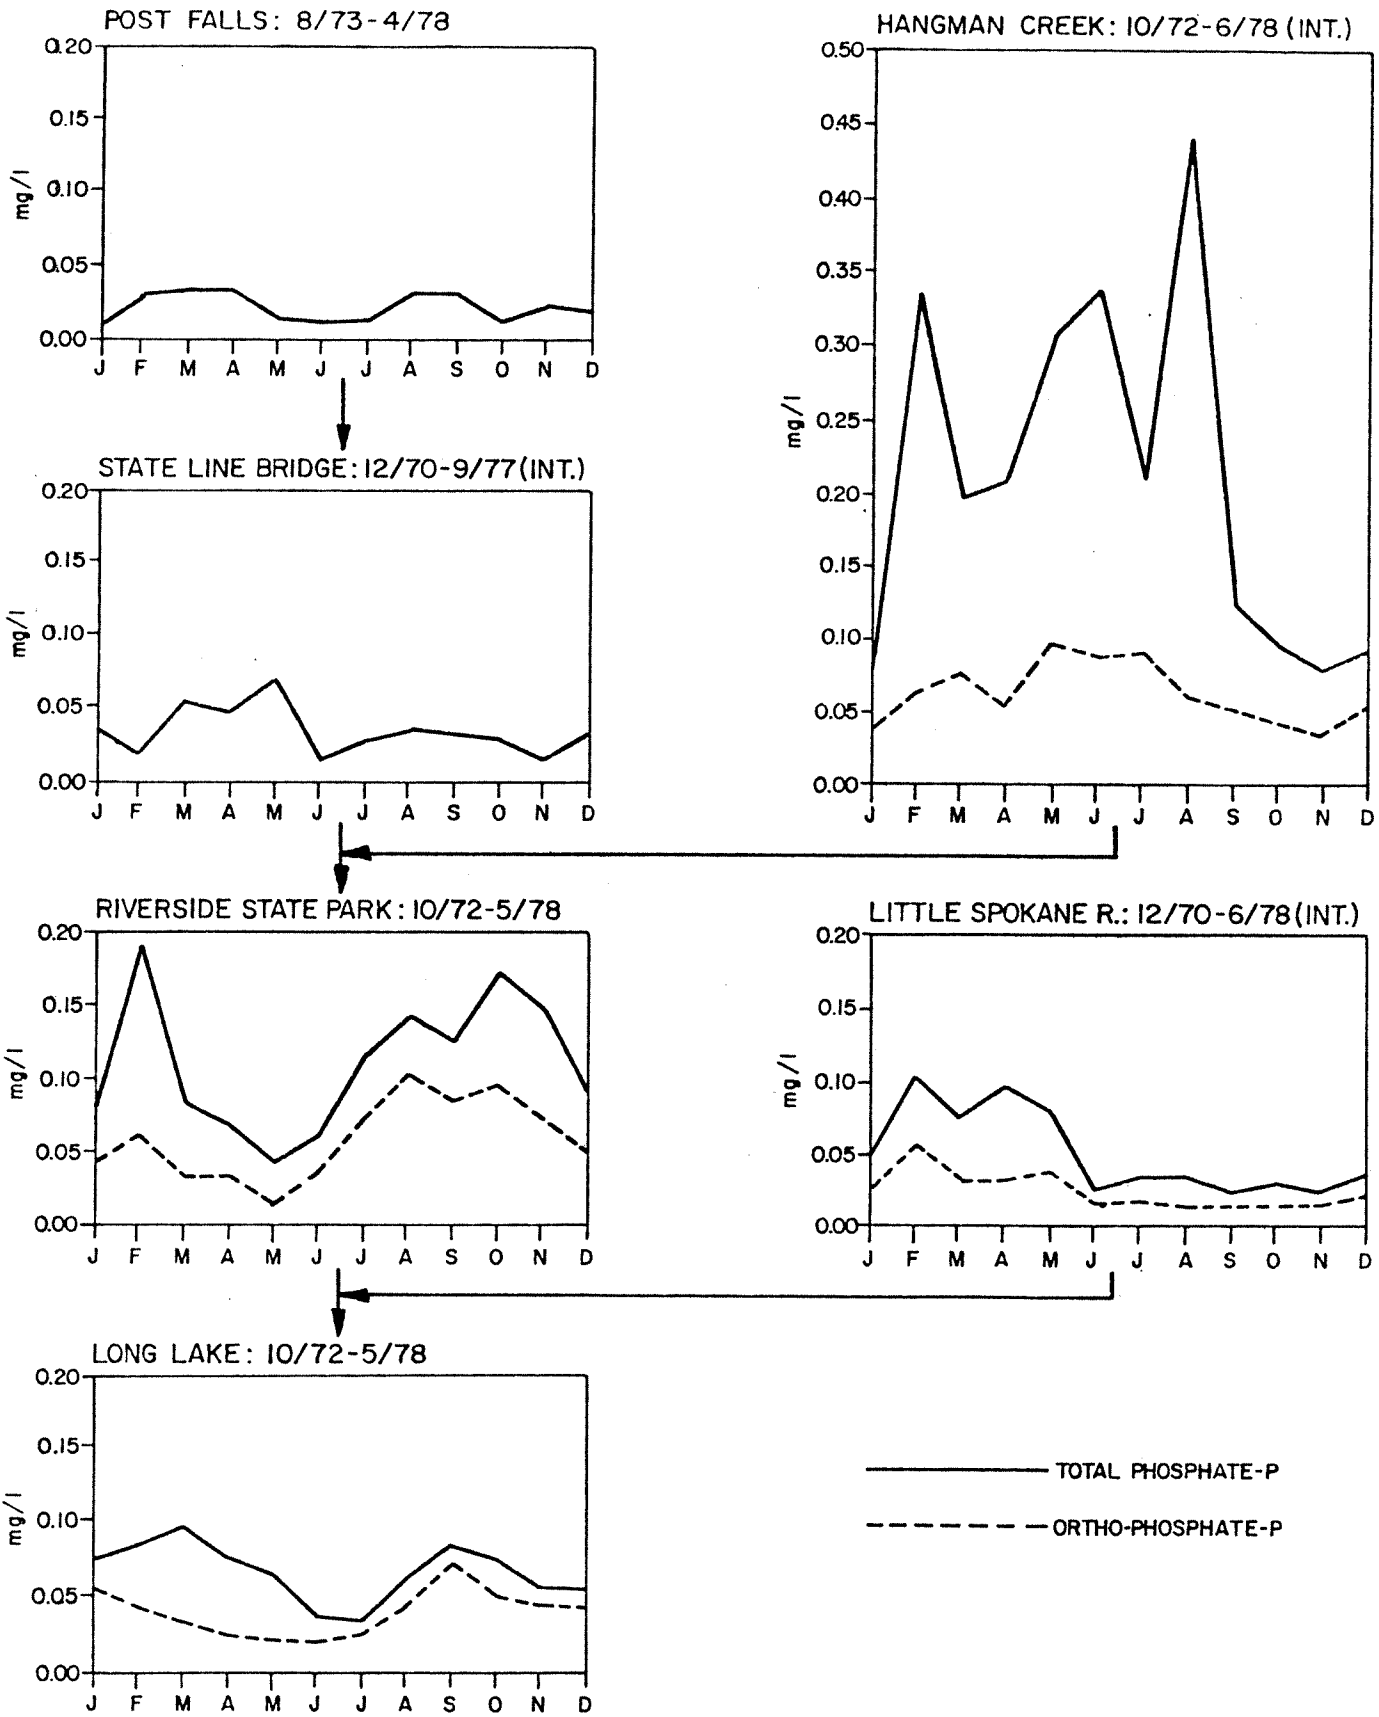 POST FALLS: 8/73-4/78
0.20
0.15
0.10
0.05
0.00
mg/l
J F M A M J J A S O N D
HANGMAN CREEK: 10/72-6/78 (INT.)
0.50
0.45
0.40
0.35
0.30
0.25
0.20
0.15
0.10
0.05
0.00
mg/l
J F M A M J J A S O N D
STATE LINE BRIDGE: 12/70-9/77 (INT.)
0.20
0.15
0.10
0.05
0.00
mg/l
J F M A M J J A S O N D
RIVERSIDE STATE PARK: 10/72-5/78
0.20
0.15
0.10
0.05
0.00
mg/l
J F M A M J J A S O N D
LITTLE SPOKANE R.: 12/70-6/78 (INT.)
0.20
0.15
0.10
0.05
0.00
mg/l
J F M A M J J A S O N D
LONG LAKE: 10/72-5/78
0.20
0.15
0.10
0.05
0.00
mg/l
J F M A M J J A S O N D
TOTAL PHOSPHATE-P
ORTHO-PHOSPHATE-P